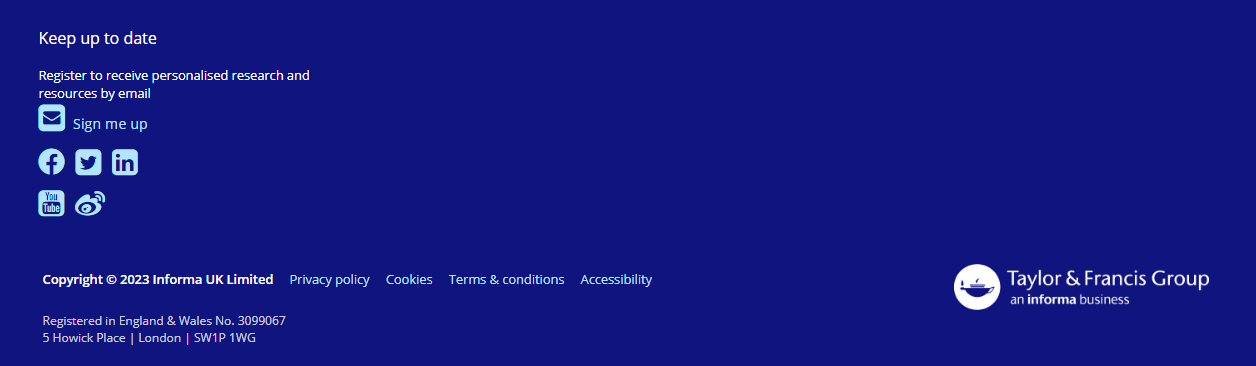 Keep up to date
Register to receive personalised research and
resources by email
Sign me up
You
Tube
Copyright © 2023 Informa UK Limited Privacy policy Cookies Terms & conditions Accessibility
Registered in England & Wales No. 3099067
5 Howick Place | London | SW1P 1WG
Taylor & Francis Group
an informa business